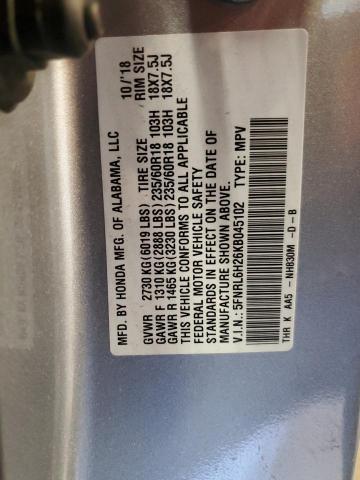 MFD. BY HONDA MFG. OF ALABAMA, LLC 10/'18
GVWR 2730 KG (6019 LBS) TIRE SIZE RIM SIZE
GAWR F 1310 KG (2888 LBS) 235/60R18 103H 18X7.5J
GAWR R 1465 KG (3230 LBS) 235/60R18 103H 18X7.5J
THIS VEHICLE CONFORMS TO ALL APPLICABLE
FEDERAL MOTOR VEHICLE SAFETY
STANDARDS IN EFFECT ON THE DATE OF
MANUFACTURE SHOWN ABOVE.
V.I.N.: 5FNRL6H26KB045102 TYPE: MPV
THR K AA5 - NH830M -D - B